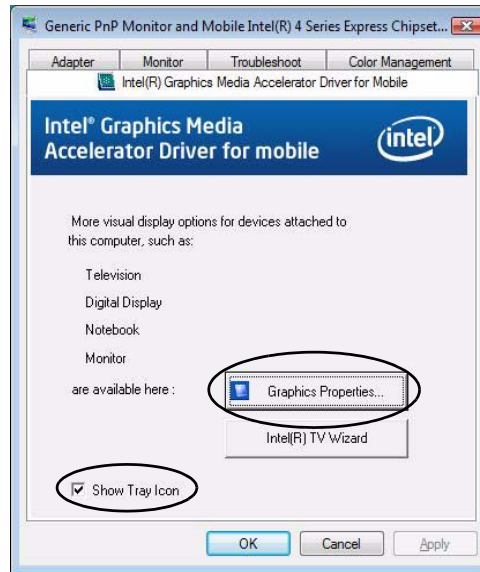 Generic PnP Monitor and Mobile Intel(R) 4 Series Express Chipset...
Adapter Monitor Troubleshoot Color Management
Intel(R) Graphics Media Accelerator Driver for Mobile
Intel® Graphics Media
Accelerator Driver for mobile
intel
More visual display options for devices attached to
this computer, such as:
Television
Digital Display
Notebook
Monitor
are available here :
Graphics Properties...
Intel(R) TV Wizard
Show Tray Icon
OK Cancel Apply